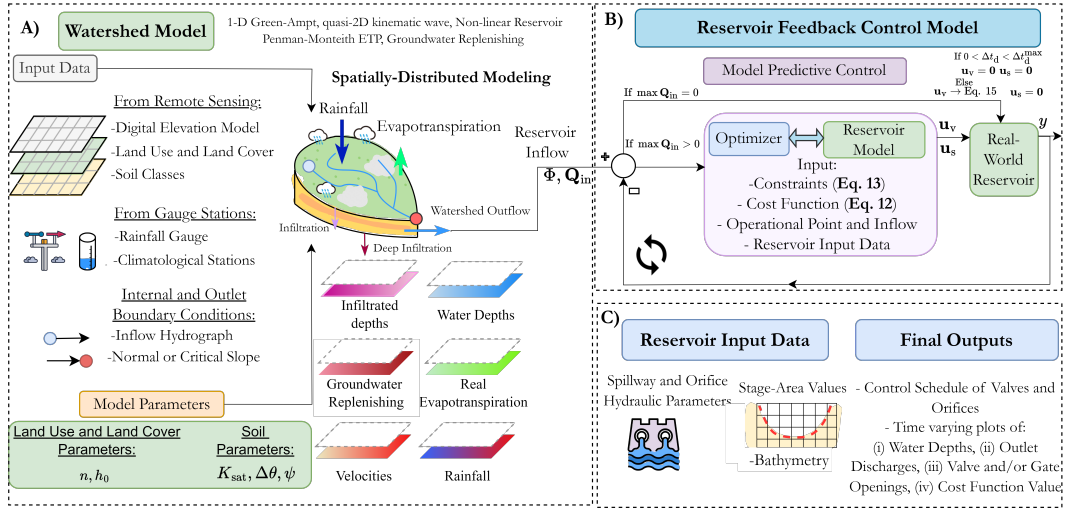 A)
Watershed Model
1-D Green-Ampt, quasi-2D kinematic wave, Non-linear Reservoir
Penman-Monteith ETP, Groundwater Replenishing
Input Data
Spatially-Distributed Modeling
From Remote Sensing:
-Digital Elevation Model
-Land Use and Land Cover
-Soil Classes
From Gauge Stations:
-Rainfall Gauge
-Climatological Stations
Internal and Outlet
Boundary Conditions:
-Inflow Hydrograph
-Normal or Critical Slope
Model Parameters
Land Use and Land Cover
Parameters:
n, h₀
Soil
Parameters:
K_sat, Δθ, ψ
Rainfall
Evapotranspiration
Infiltration
Watershed Outflow
Deep Infiltration
Reservoir
Inflow
Φ, Q_in
Infiltrated
depths
Water Depths
Groundwater
Replenishing
Real
Evapotranspiration
Velocities
Rainfall
B)
Reservoir Feedback Control Model
Model Predictive Control
If 0 < Δt_d < Δt_d^max
u_v = 0 u_s = 0
Else
u_v → Eq. 15 u_s = 0
If max Q_in = 0
If max Q_in > 0
+
-
Optimizer
Reservoir
Model
Input:
-Constraints (Eq. 13)
- Cost Function (Eq. 12)
- Operational Point and Inflow
- Reservoir Input Data
u_v
u_s
Real-
World
Reservoir
y
C)
Reservoir Input Data
Spillway and Orifice
Hydraulic Parameters
Stage-Area Values
-Bathymetry
Final Outputs
- Control Schedule of Valves and
Orifices
- Time varying plots of:
(i) Water Depths, (ii) Outlet
Discharges, (iii) Valve and/or Gate
Openings, (iv) Cost Function Value